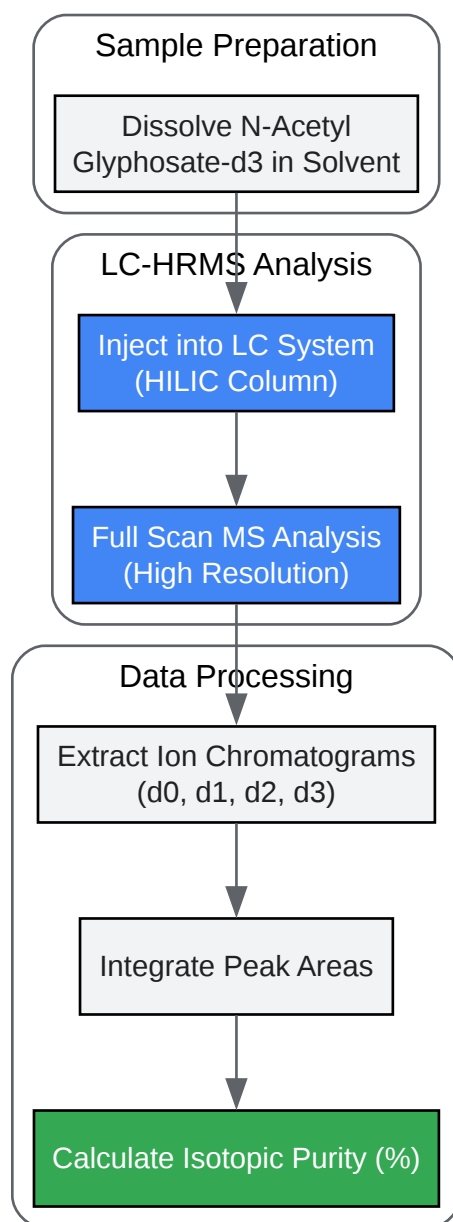 Sample Preparation
Dissolve N-Acetyl
Glyphosate-d3 in Solvent
LC-HRMS Analysis
Inject into LC System
(HILIC Column)
Full Scan MS Analysis
(High Resolution)
Data Processing
Extract Ion Chromatograms
(d0, d1, d2, d3)
Integrate Peak Areas
Calculate Isotopic Purity (%)